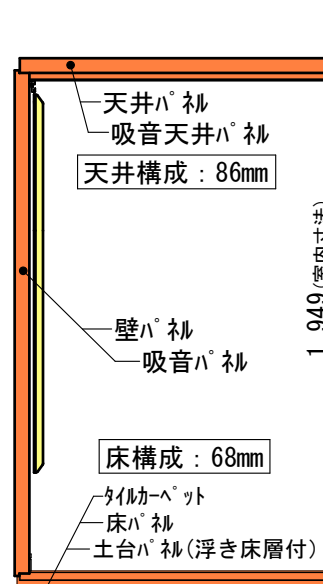 天井ﾊﾟﾈﾙ
吸音天井ﾊﾟﾈﾙ
天井構成：86mm
1,949(室内寸法)
壁ﾊﾟﾈﾙ
吸音ﾊﾟﾈﾙ
床構成：68mm
ﾀｲﾙｶｰﾍﾟｯﾄ
床ﾊﾟﾈﾙ
土台ﾊﾟﾈﾙ(浮き床層付)